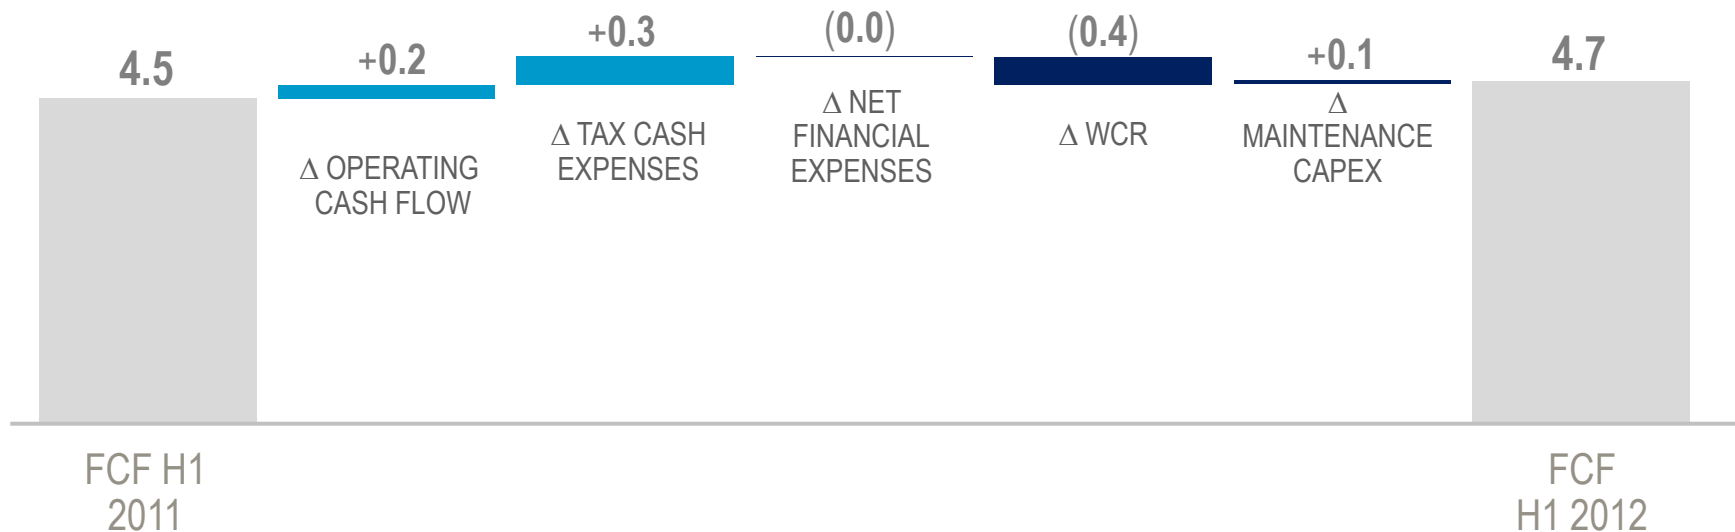 4.5
+0.2
+0.3
(0.0)
(0.4)
+0.1
4.7
Δ OPERATING
CASH FLOW
Δ TAX CASH
EXPENSES
Δ NET
FINANCIAL
EXPENSES
Δ WCR
Δ
MAINTENANCE
CAPEX
FCF H1
2011
FCF
H1 2012